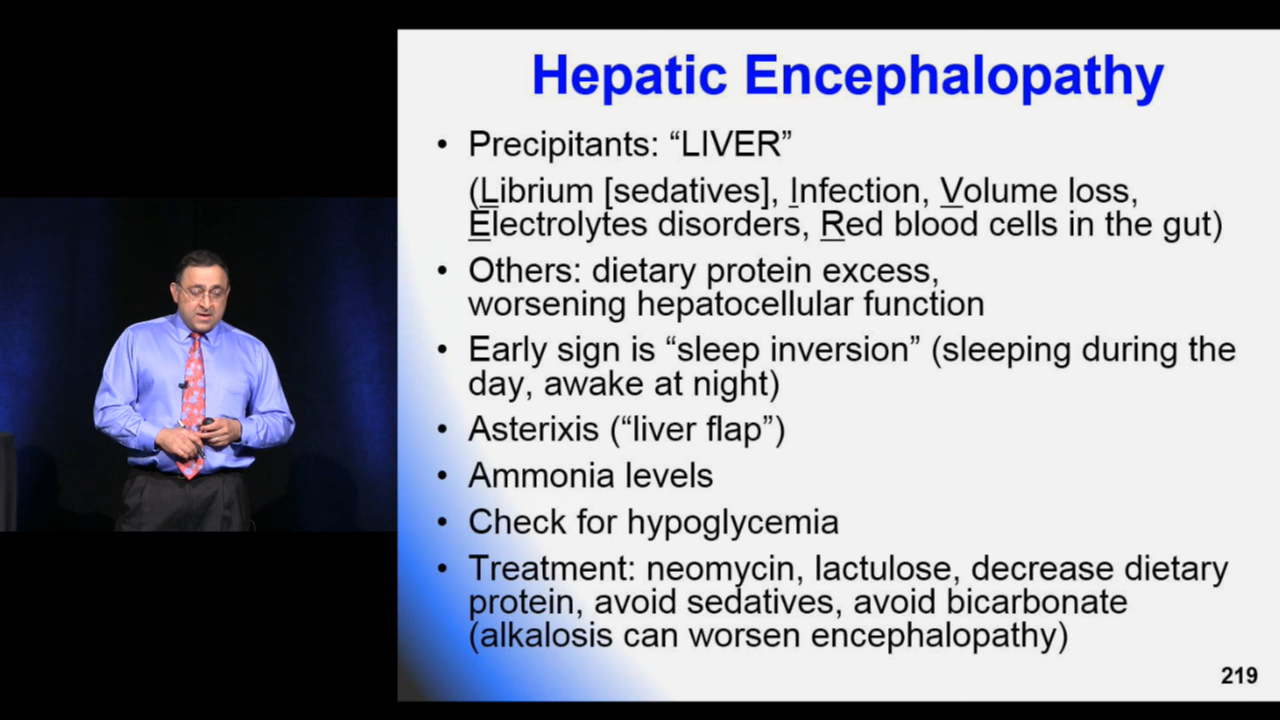 Hepatic Encephalopathy
• Precipitants: “LIVER”
(Librium [sedatives], Infection, Volume loss,
Electrolytes disorders, Red blood cells in the gut)
• Others: dietary protein excess,
worsening hepatocellular function
• Early sign is “sleep inversion” (sleeping during the
day, awake at night)
• Asterixis (“liver flap”)
• Ammonia levels
• Check for hypoglycemia
• Treatment: neomycin, lactulose, decrease dietary
protein, avoid sedatives, avoid bicarbonate
(alkalosis can worsen encephalopathy)
219